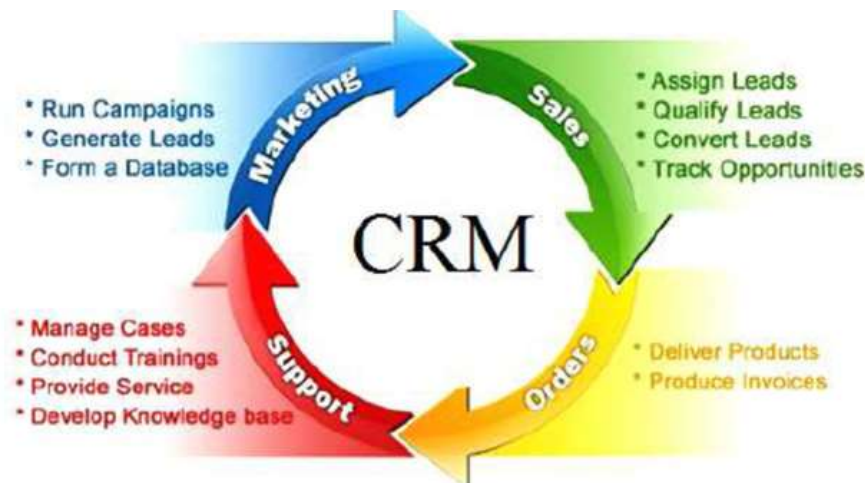 Marketing
* Run Campaigns
* Generate Leads
* Form a Database
Sales
* Assign Leads
* Qualify Leads
* Convert Leads
* Track Opportunities
CRM
Support
* Manage Cases
* Conduct Trainings
* Provide Service
* Develop Knowledge base
Orders
* Deliver Products
* Produce Invoices